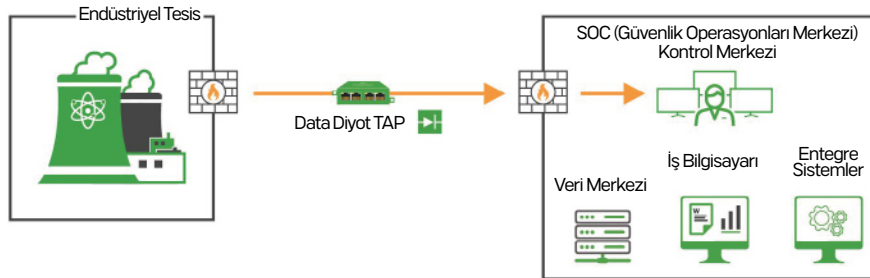 Endüstriyel Tesis
SOC (Güvenlik Operasyonları Merkezi)
Kontrol Merkezi
Data Diyot TAP
İş Bilgisayarı
Entegre
Sistemler
Veri Merkezi
W